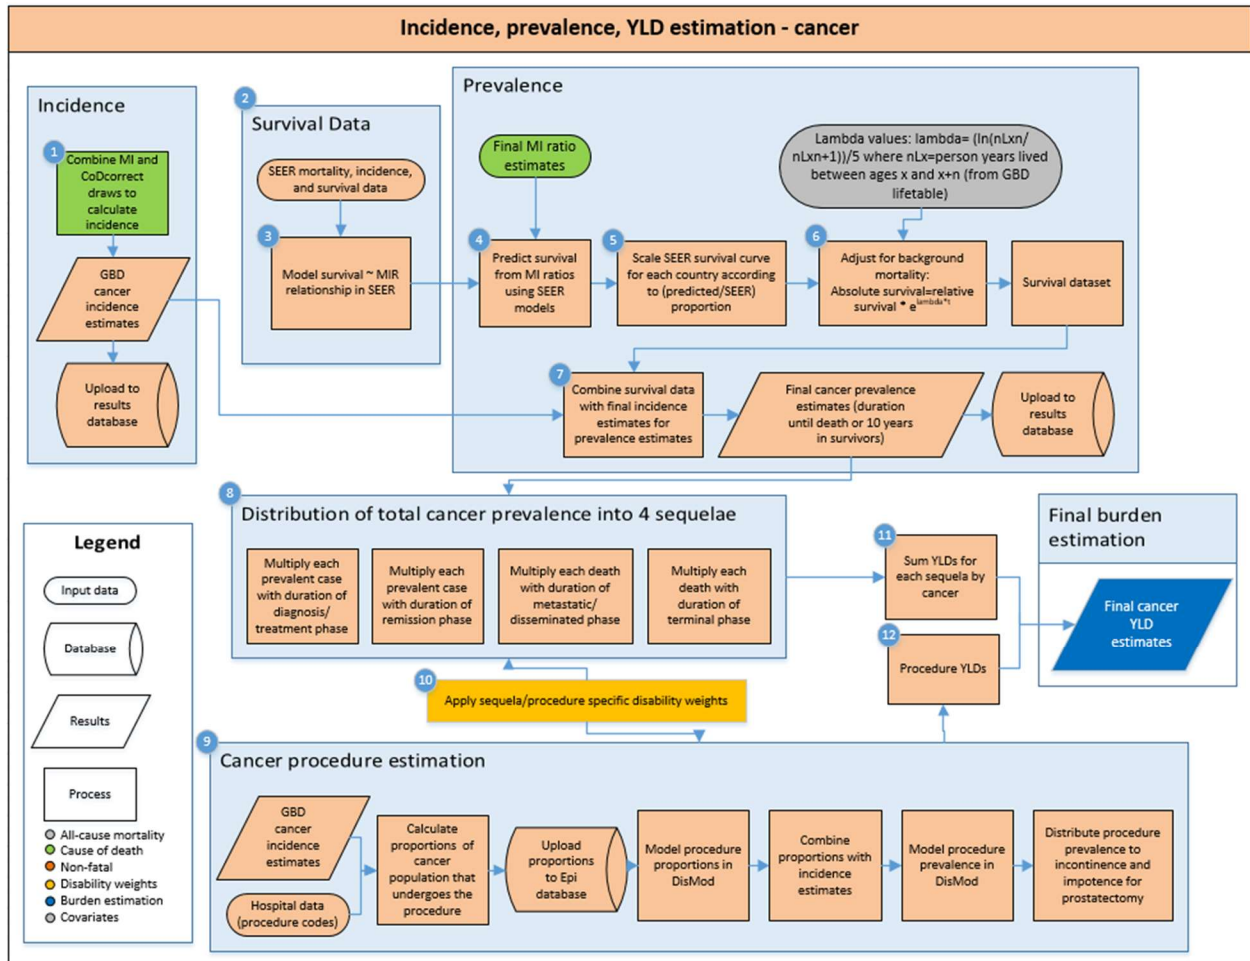 Incidence, prevalence, YLD estimation - cancer
Incidence
1
Combine MI and
CoDcorrect
draws to
calculate
incidence
GBD
cancer
incidence
estimates
Upload to
results
database
2
Survival Data
SEER mortality, incidence,
and survival data
3
Model survival ~ MIR
relationship in SEER
Prevalence
Final MI ratio
estimates
Lambda values: lambda= (ln(nLxn/
nLxn+1))/5 where nLx=person years lived
between ages x and x+n (from GBD
lifetable)
4
Predict survival
from MI ratios
using SEER
models
5
Scale SEER survival curve
for each country according
to (predicted/SEER)
proportion
6
Adjust for background
mortality:
Absolute survival=relative
survival * e^lambda*t
Survival dataset
7
Combine survival data
with final incidence
estimates for
prevalence estimates
Final cancer prevalence
estimates (duration
until death or 10 years
in survivors)
Upload to
results
database
8
Distribution of total cancer prevalence into 4 sequelae
Multiply each
prevalent case
with duration of
diagnosis/
treatment phase
Multiply each
prevalent case
with duration of
remission phase
Multiply each death
with duration of
metastatic/
disseminated phase
Multiply each
death with
duration of
terminal phase
11
Sum YLDs for
each sequela by
cancer
12
Procedure YLDs
Final burden
estimation
Final cancer
YLD
estimates
10
Apply sequela/procedure specific disability weights
9
Cancer procedure estimation
GBD
cancer
incidence
estimates
Hospital data
(procedure codes)
Calculate
proportions of
cancer
population that
undergoes the
procedure
Upload
proportions
to Epi
database
Model procedure
proportions in
DisMod
Combine
proportions with
incidence
estimates
Model procedure
prevalence in
DisMod
Distribute procedure
prevalence to
incontinence and
impotence for
prostatectomy
Legend
Input data
Database
Results
Process
All-cause mortality
Cause of death
Non-fatal
Disability weights
Burden estimation
Covariates